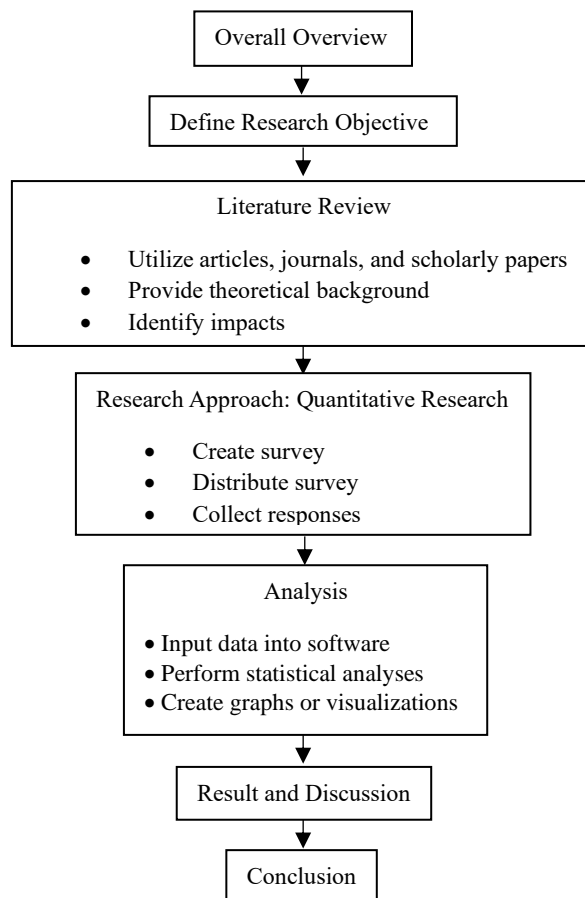 Overall Overview
Define Research Objective
Literature Review
• Utilize articles, journals, and scholarly papers
• Provide theoretical background
• Identify impacts
Research Approach: Quantitative Research
• Create survey
• Distribute survey
• Collect responses
Analysis
• Input data into software
• Perform statistical analyses
• Create graphs or visualizations
Result and Discussion
Conclusion